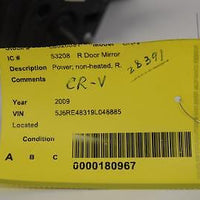 IC # 53208 R Door Mirror
Description Power; non-heated, R.
28391
Comments
CR-V
Year 2009
VIN 5J6RE48319L048885
Located
Condition
A B C
0000180967